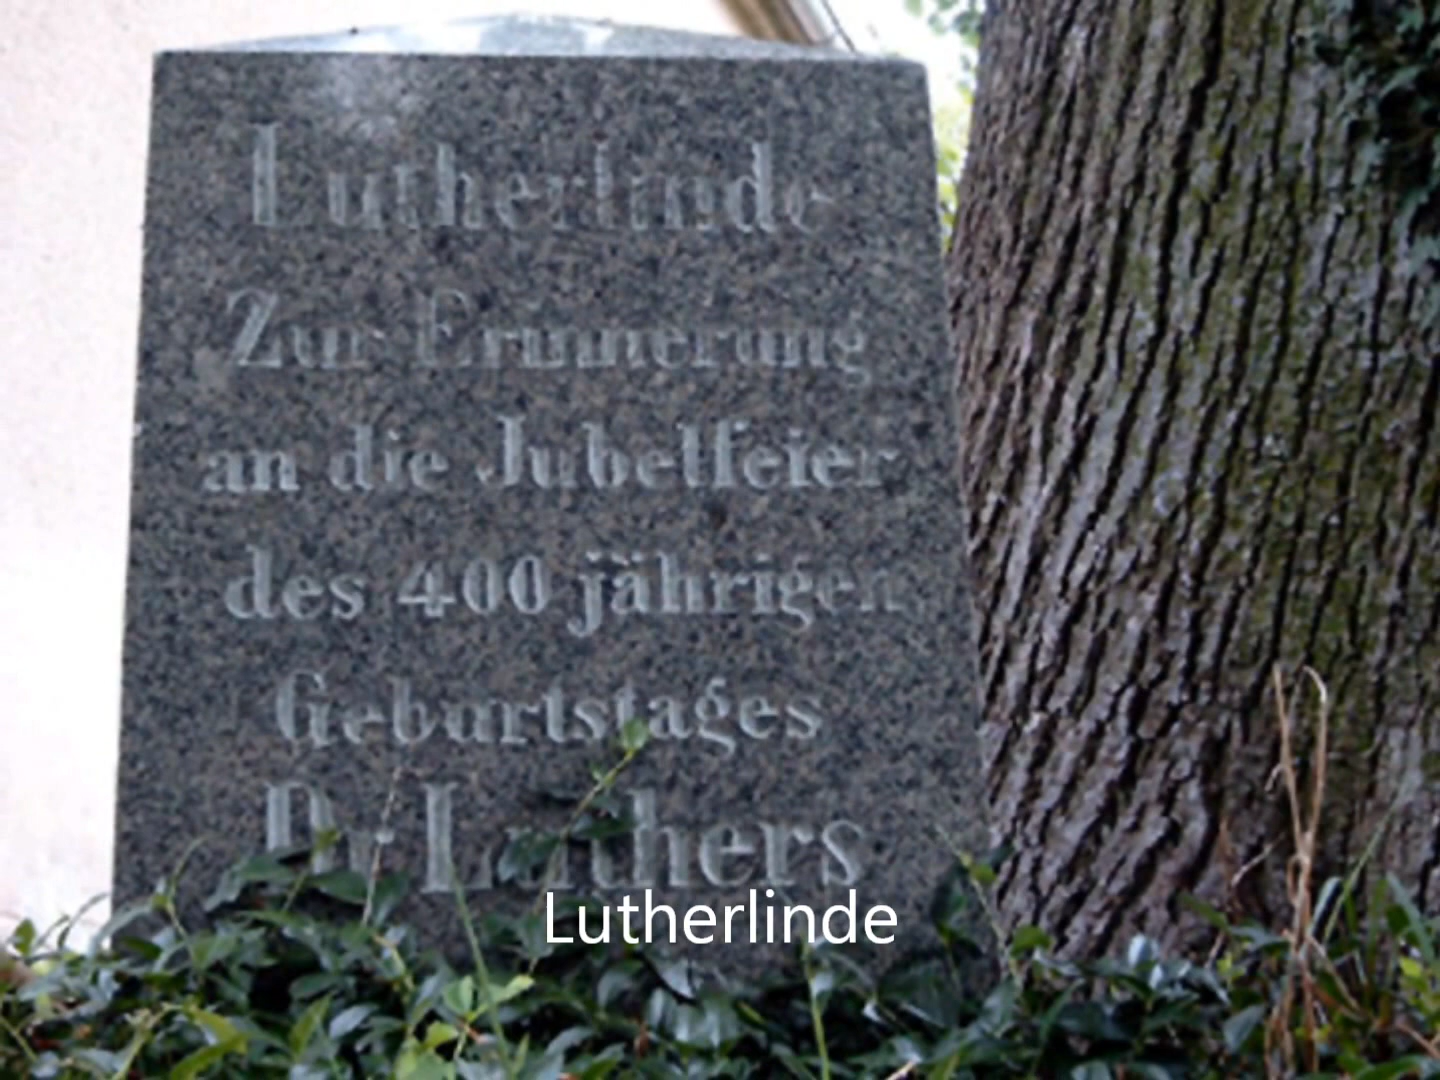 Lutherlinde
Zur Erinnerung
an die Jubelfeier
des 400 jährigen
Geburtstages
Dr Luthers
Lutherlinde